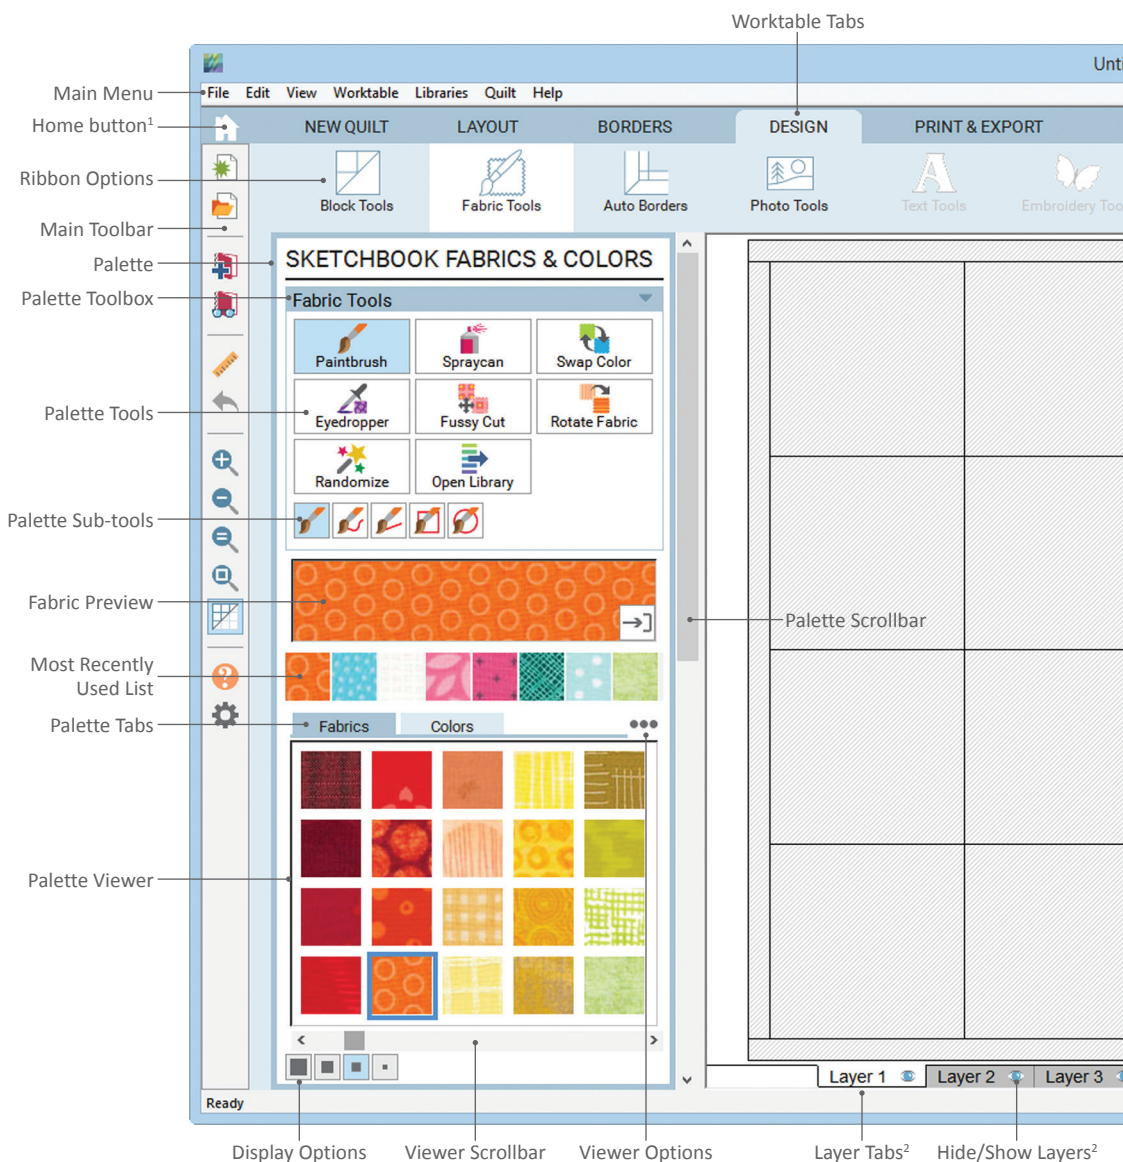 Worktable Tabs
Unti
Main Menu
File Edit View Worktable Libraries Quilt Help
Home button1
NEW QUILT LAYOUT BORDERS DESIGN PRINT & EXPORT
Ribbon Options
Block Tools Fabric Tools Auto Borders Photo Tools Text Tools Embroidery Too
Main Toolbar
Palette
SKETCHBOOK FABRICS & COLORS
Palette Toolbox
Fabric Tools
Paintbrush Spraycan Swap Color
Palette Tools
Eyedropper Fussy Cut Rotate Fabric
Randomize Open Library
Palette Sub-tools
Fabric Preview
Palette Scrollbar
Most Recently
Used List
Palette Tabs
Fabrics Colors
Palette Viewer
Layer 1 Layer 2 Layer 3
Ready
Display Options Viewer Scrollbar Viewer Options Layer Tabs2 Hide/Show Layers2